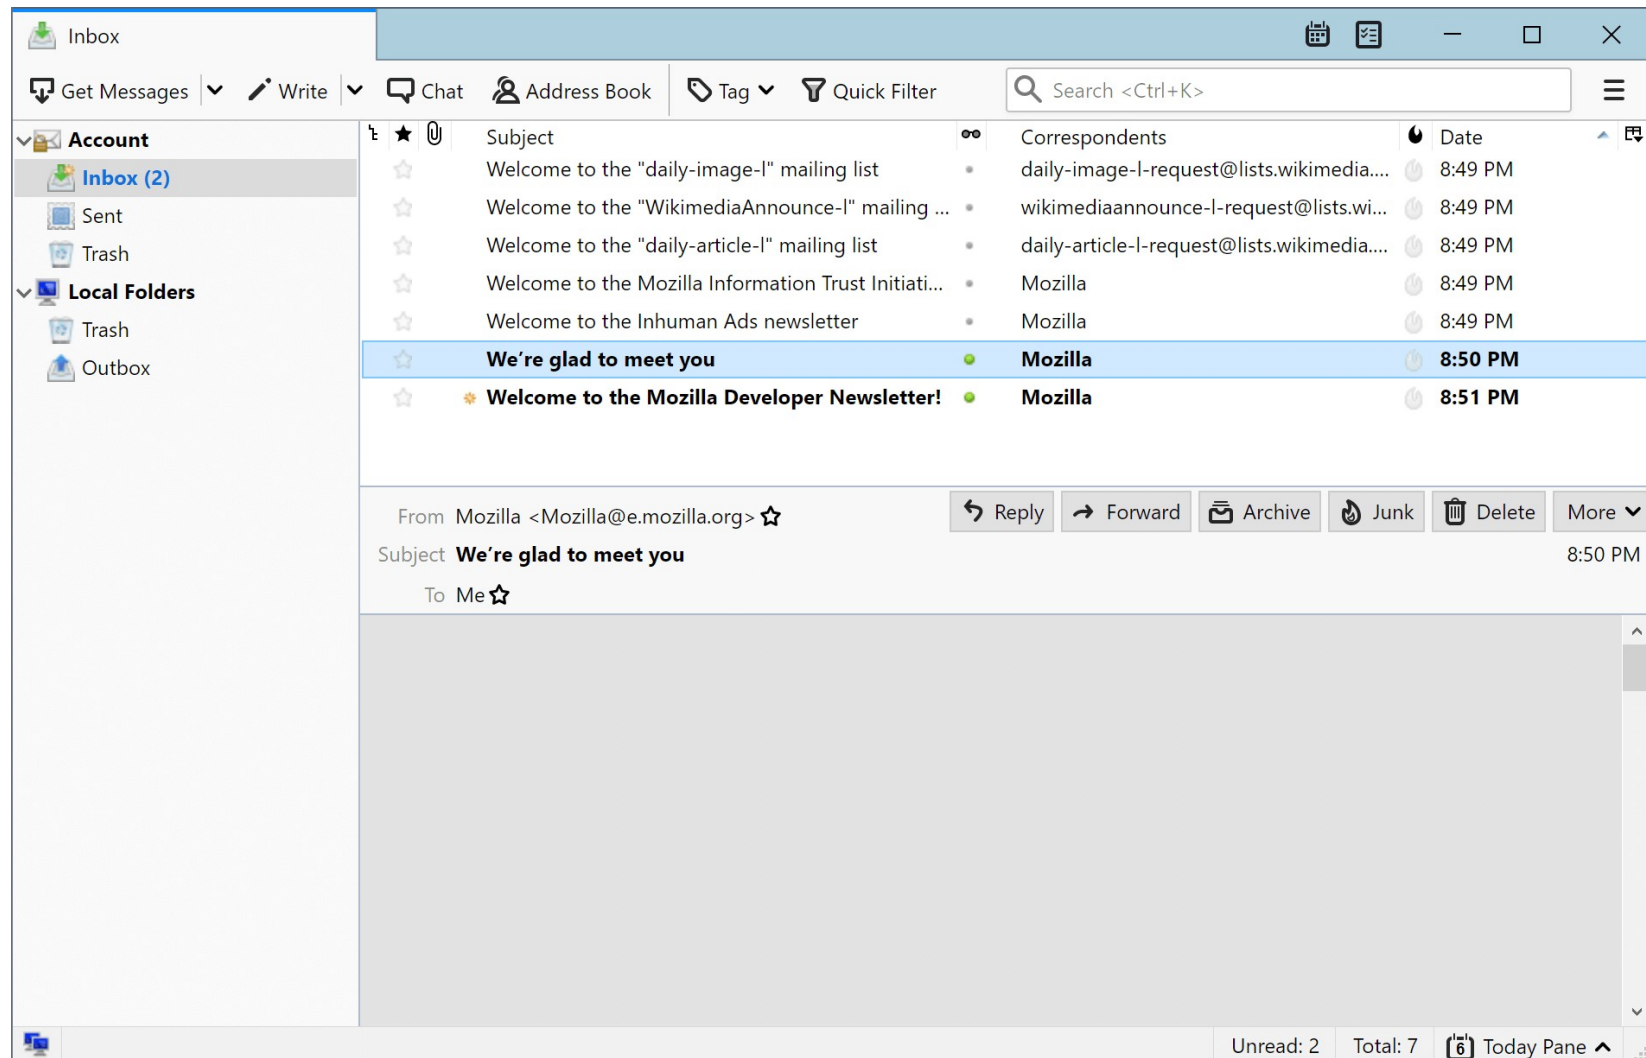 Inbox
Get Messages Write Chat Address Book Tag Quick Filter Search <Ctrl+K>
Account
Inbox (2)
Sent
Trash
Local Folders
Trash
Outbox
Subject Correspondents Date
Welcome to the "daily-image-l" mailing list daily-image-l-request@lists.wikimedia.... 8:49 PM
Welcome to the "WikimediaAnnounce-l" mailing ... wikimediaannounce-l-request@lists.wi... 8:49 PM
Welcome to the "daily-article-l" mailing list daily-article-l-request@lists.wikimedia.... 8:49 PM
Welcome to the Mozilla Information Trust Initiati... Mozilla 8:49 PM
Welcome to the Inhuman Ads newsletter Mozilla 8:49 PM
We’re glad to meet you Mozilla 8:50 PM
Welcome to the Mozilla Developer Newsletter! Mozilla 8:51 PM
From Mozilla <Mozilla@e.mozilla.org> Reply Forward Archive Junk Delete More
Subject We’re glad to meet you 8:50 PM
To Me
Unread: 2 Total: 7 6 Today Pane